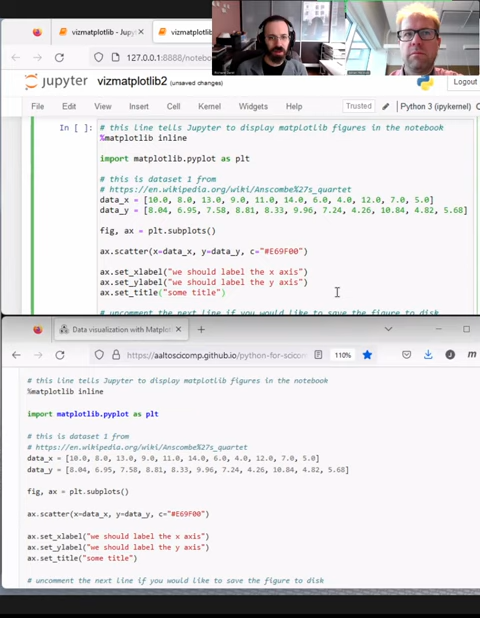 vizmatplotlib - Jup
vizmatplotlib
127.0.0.1:8888/notebo
jupyter vizmatplotlib2 (unsaved changes)
Logout
File Edit View Insert Cell Kernel Widgets Help
Trusted Python 3 (ipykernel)
In [ ]: # this line tells Jupyter to display matplotlib figures in the notebook
%matplotlib inline
import matplotlib.pyplot as plt
# this is dataset 1 from
# https://en.wikipedia.org/wiki/Anscombe%27s_quartet
data_x = [10.0, 8.0, 13.0, 9.0, 11.0, 14.0, 6.0, 4.0, 12.0, 7.0, 5.0]
data_y = [8.04, 6.95, 7.58, 8.81, 8.33, 9.96, 7.24, 4.26, 10.84, 4.82, 5.68]
fig, ax = plt.subplots()
ax.scatter(x=data_x, y=data_y, c="#E69F00")
ax.set_xlabel("we should label the x axis")
ax.set_ylabel("we should label the y axis")
ax.set_title("some title")
# uncomment the next line if you would like to save the figure to disk
Data visualization with Matplot
https://aaltoscicomp.github.io/python-for-scicom
110%
# this line tells Jupyter to display matplotlib figures in the notebook
%matplotlib inline
import matplotlib.pyplot as plt
# this is dataset 1 from
# https://en.wikipedia.org/wiki/Anscombe%27s_quartet
data_x = [10.0, 8.0, 13.0, 9.0, 11.0, 14.0, 6.0, 4.0, 12.0, 7.0, 5.0]
data_y = [8.04, 6.95, 7.58, 8.81, 8.33, 9.96, 7.24, 4.26, 10.84, 4.82, 5.68]
fig, ax = plt.subplots()
ax.scatter(x=data_x, y=data_y, c="#E69F00")
ax.set_xlabel("we should label the x axis")
ax.set_ylabel("we should label the y axis")
ax.set_title("some title")
# uncomment the next line if you would like to save the figure to disk